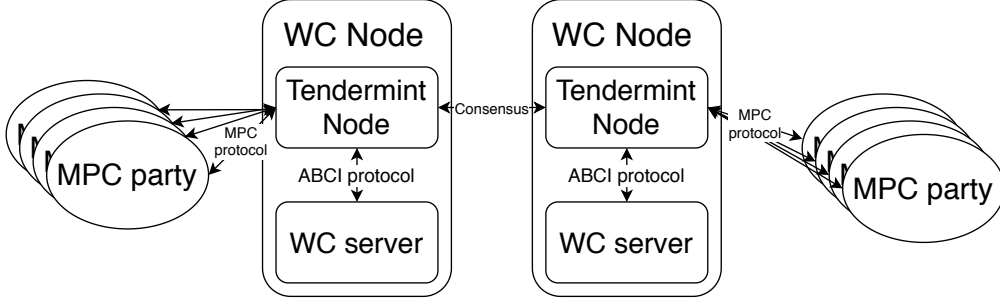 WC Node
Tendermint
Node
ABCI protocol
WC server
MPC
protocol
MPC party
Consensus
WC Node
Tendermint
Node
ABCI protocol
WC server
MPC
protocol
MPC party